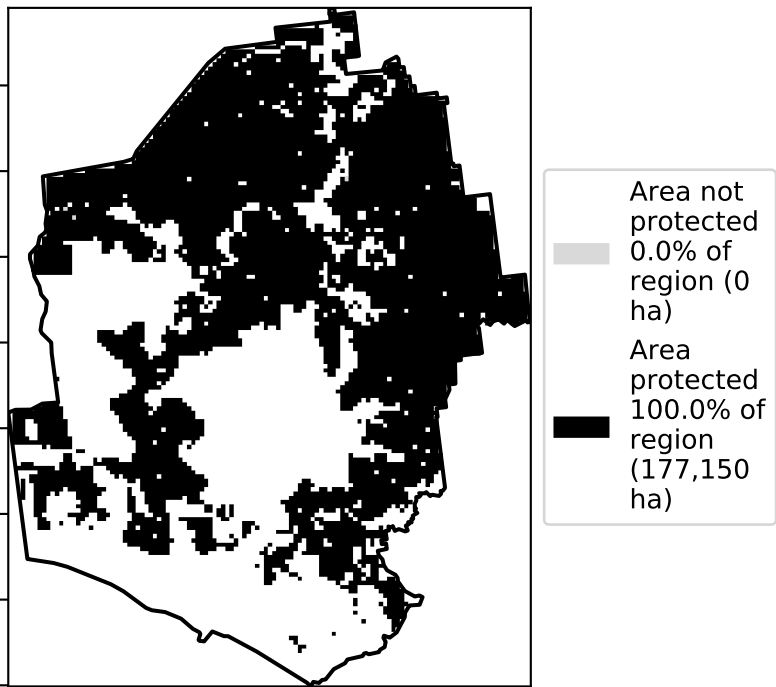 Area not
protected
0.0% of
region (0
ha)
Area
protected
100.0% of
region
(177,150
ha)